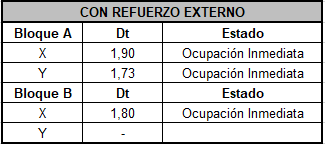 CON REFUERZO EXTERNO
Bloque A Dt Estado
X 1,90 Ocupación Inmediata
Y 1,73 Ocupación Inmediata
Bloque B Dt Estado
X 1,80 Ocupación Inmediata
Y -